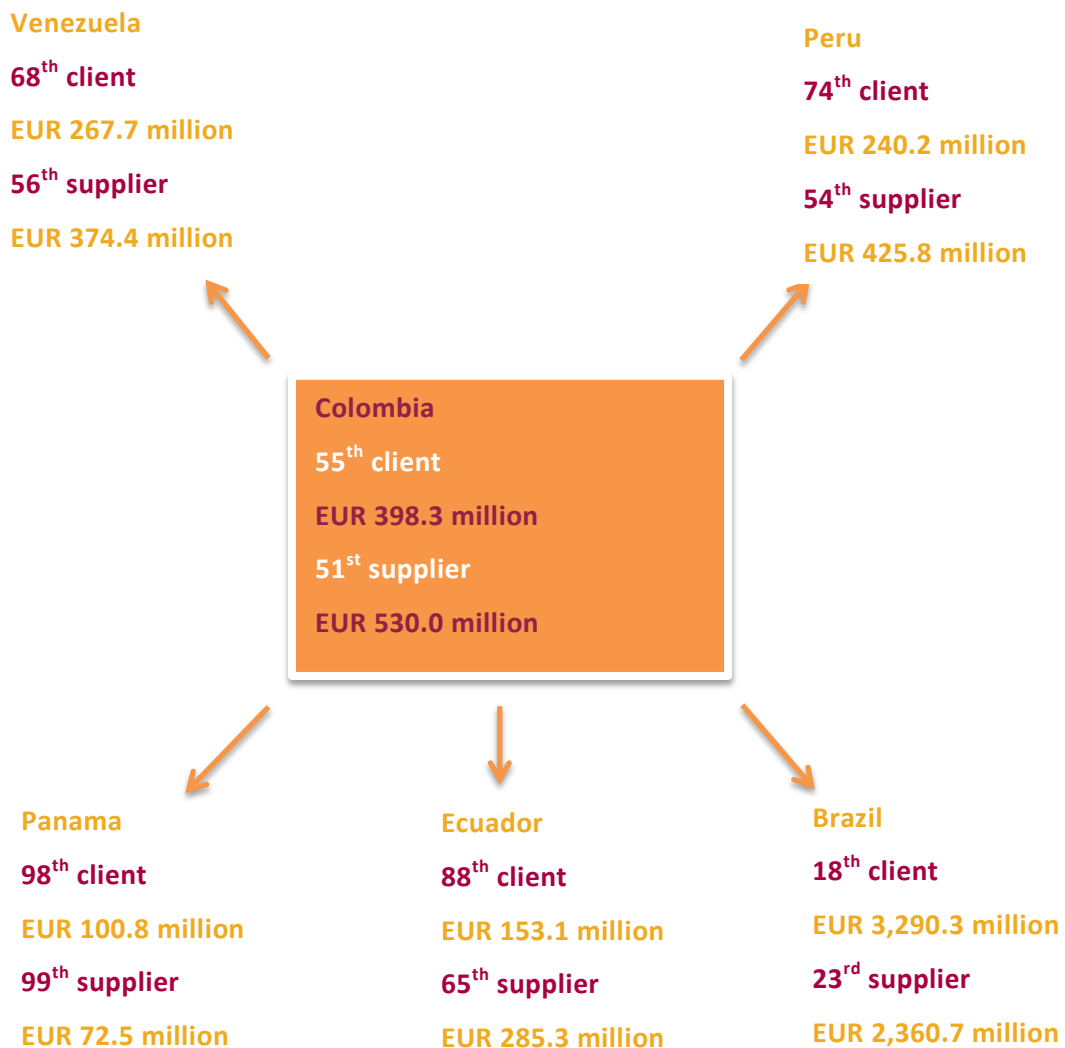 Venezuela
68th client
EUR 267.7 million
56th supplier
EUR 374.4 million
Peru
74th client
EUR 240.2 million
54th supplier
EUR 425.8 million
Colombia
55th client
EUR 398.3 million
51st supplier
EUR 530.0 million
Panama
98th client
EUR 100.8 million
99th supplier
EUR 72.5 million
Ecuador
88th client
EUR 153.1 million
65th supplier
EUR 285.3 million
Brazil
18th client
EUR 3,290.3 million
23rd supplier
EUR 2,360.7 million